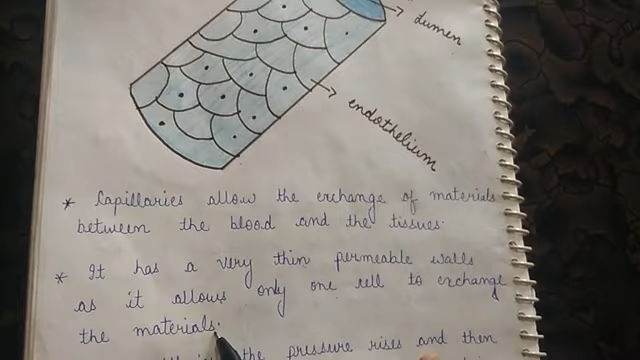 Lumen
endothelium
* Capillaries allow the exchange of materials
between the blood and the tissues.
* It has a very thin permeable walls
as it allows only one cell to exchange
the materials.
the pressure rises and then